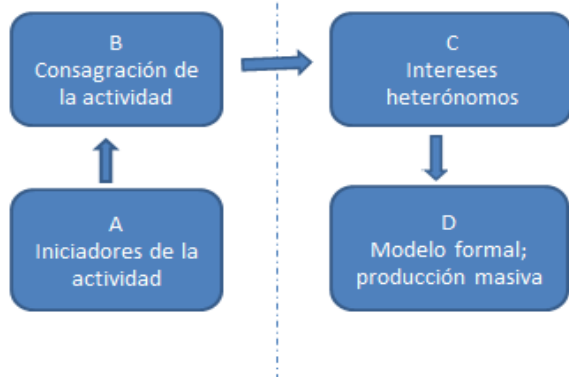 B
Consagración de
la actividad
C
Intereses
heterónomos
A
Iniciadores de la
actividad
D
Modelo formal;
producción masiva